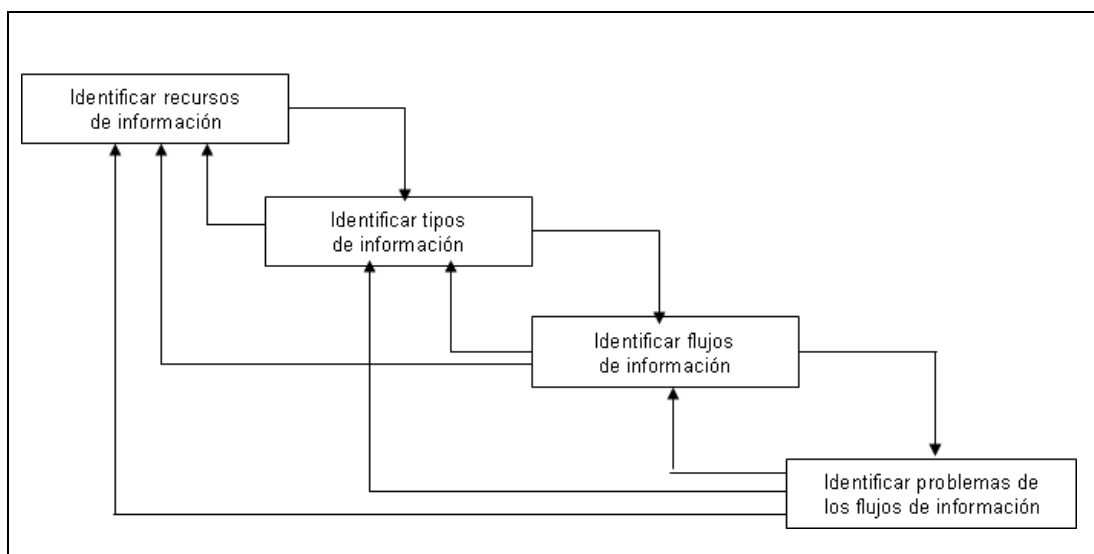 Identificar recursos
de información
Identificar tipos
de información
Identificar flujos
de información
Identificar problemas de
los flujos de información